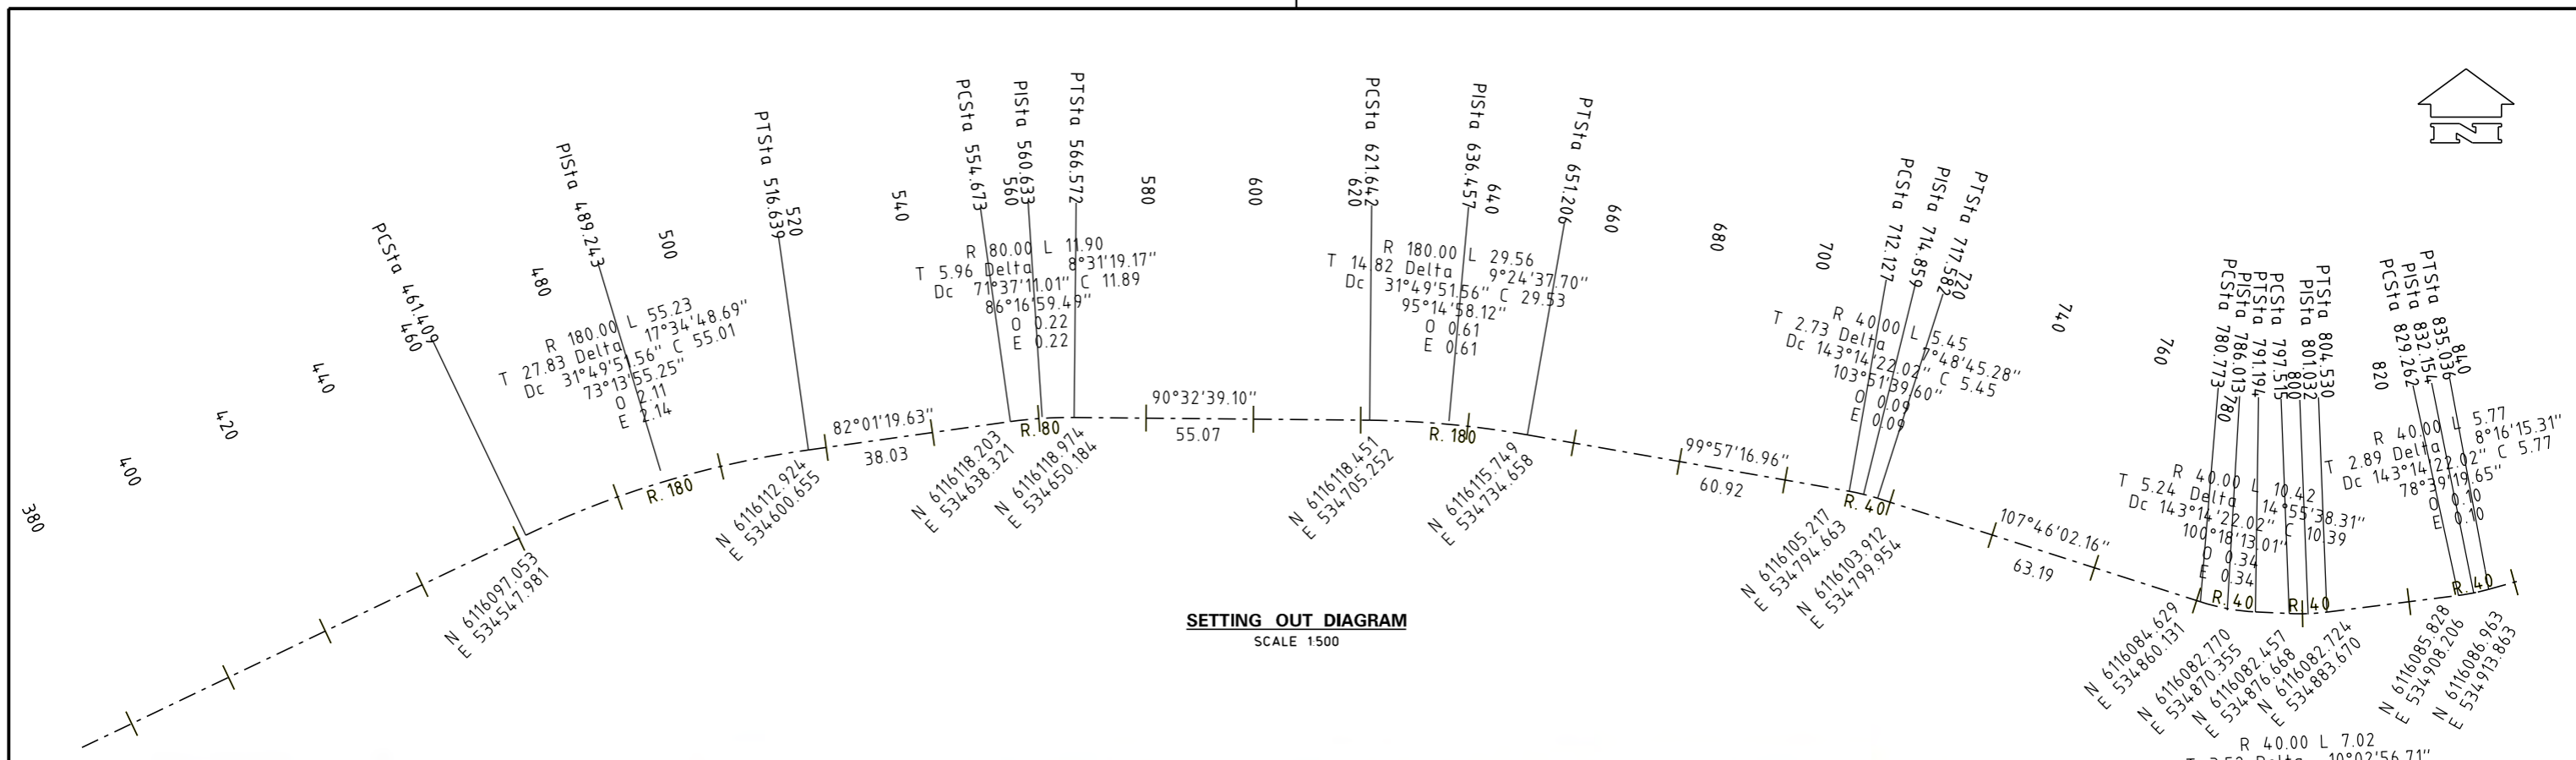 380
400
420
440
460
PCSta 461.409
480
PISta 489.243
500
R 180.00 L 55.23
T 27.83 Delta 17°34'48.69"
Dc 31°49'51.56" C 55.01
73°13'55.25"
O 2.11
E 2.14
R. 180
N 6116097.053
E 534547.981
PTSta 516.639
520
N 6116112.924
E 534600.655
82°01'19.63"
38.03
540
PCSta 554.673
560
PISta 560.633
PTSta 566.572
R 80.00 L 11.90
T 5.96 Delta 8°31'19.17"
Dc 71°37'11.01" C 11.89
86°16'59.49"
O 0.22
E 0.22
R. 80
N 6116118.203
E 534638.321
N 6116118.974
E 534650.184
580
90°32'39.10"
55.07
600
620
PCSta 621.642
PISta 636.457
640
PTSta 651.206
R 180.00 L 29.56
T 14.82 Delta 9°24'37.70"
Dc 31°49'51.56" C 29.53
95°14'58.12"
O 0.61
E 0.61
R. 180
N 6116118.451
E 534705.252
N 6116115.749
E 534734.658
660
680
99°57'16.96"
60.92
700
PCSta 712.127
PISta 714.859
PTSta 717.582
720
R 40.00 L 5.45
T 2.73 Delta 7°48'45.28"
Dc 143°14'22.02" C 5.45
103°51'39.60"
O 0.09
E 0.09
R. 40
N 6116105.217
E 534794.663
N 6116103.912
E 534799.954
740
107°46'02.16"
63.19
760
PCSta 780.773
780
PISta 786.013
PTSta 791.194
PCSta 797.515
800
PISta 801.032
PTSta 804.530
R 40.00 L 10.42
T 5.24 Delta 14°55'38.31"
Dc 143°14'22.02" C 10.39
100°18'13.01"
O 0.34
E 0.34
R. 40
R. 40
N 6116084.629
E 534860.131
N 6116082.770
E 534870.355
N 6116082.457
E 534876.668
N 6116082.724
E 534883.670
820
PCSta 829.262
PISta 832.154
PTSta 835.036
840
R 40.00 L 5.77
T 2.89 Delta 8°16'15.31"
Dc 143°14'22.02" C 5.77
78°39'19.65"
O 0.10
E 0.10
R. 40
N 6116085.828
E 534908.206
N 6116086.963
E 534913.863
R 40.00 L 7.02
Delta 10°02'56.71"
SETTING OUT DIAGRAM
SCALE 1:500
N